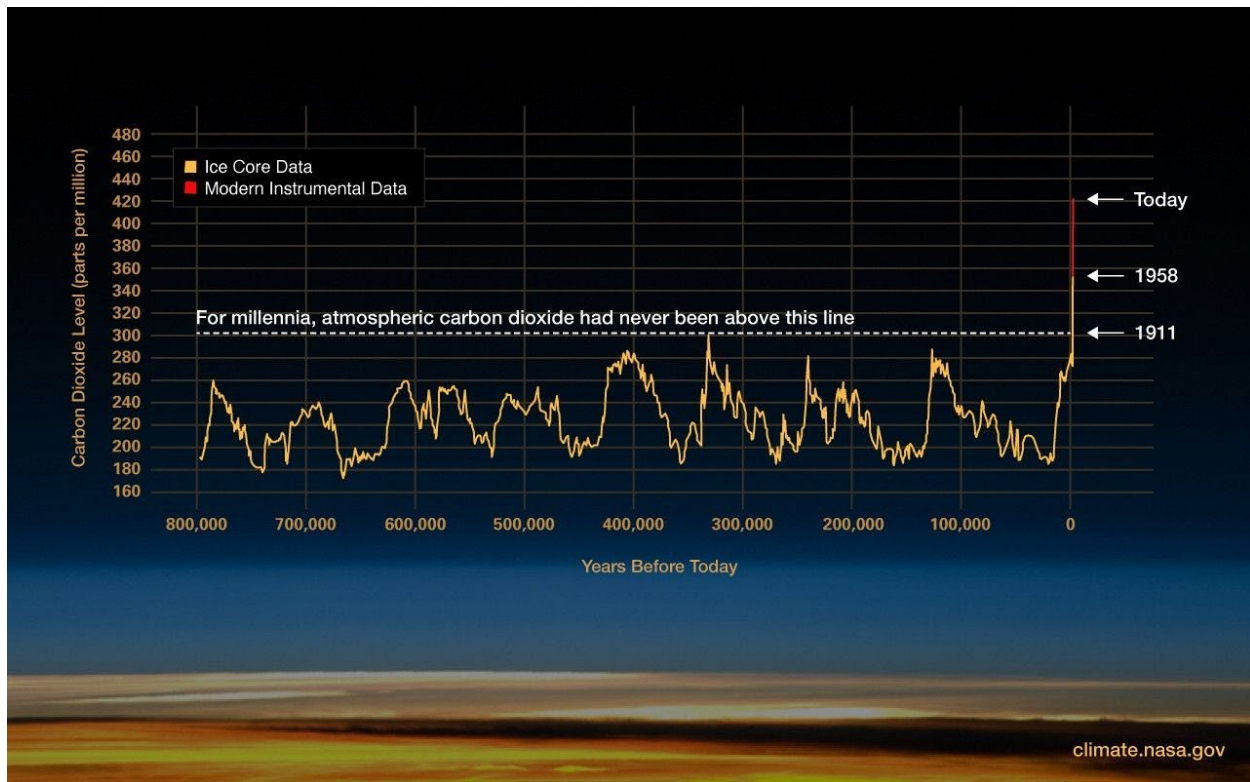 480
460
440
420
400
380
360
340
320
300
280
260
240
220
200
180
160
Carbon Dioxide Level (parts per million)
Ice Core Data
Modern Instrumental Data
For millennia, atmospheric carbon dioxide had never been above this line
Today
1958
1911
800,000 700,000 600,000 500,000 400,000 300,000 200,000 100,000 0
Years Before Today
climate.nasa.gov